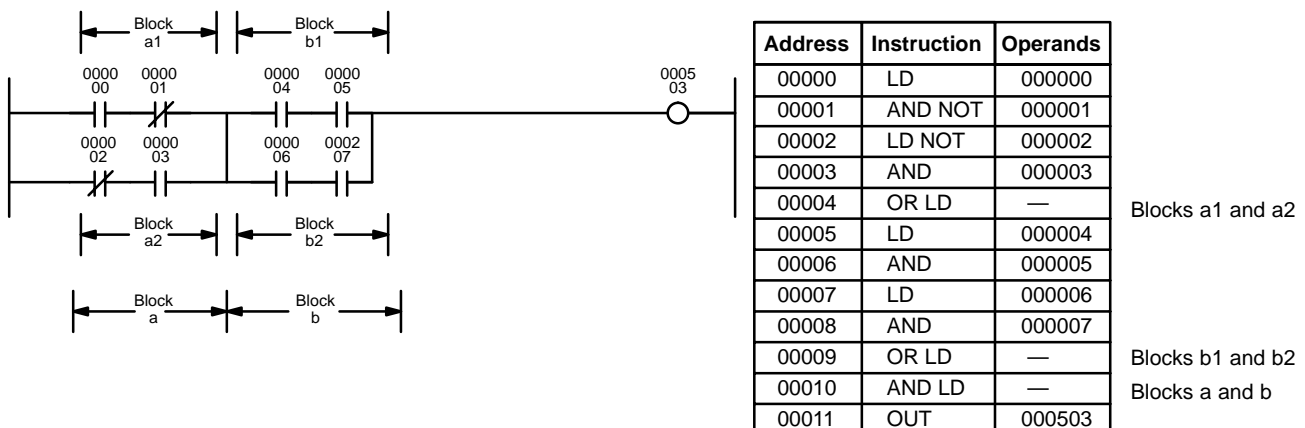 Block
a1
Block
b1
0000
00
0000
01
0000
04
0000
05
0005
03
0000
02
0000
03
0000
06
0002
07
Block
a2
Block
b2
Block
a
Block
b
Address Instruction Operands
00000 LD 000000
00001 AND NOT 000001
00002 LD NOT 000002
00003 AND 000003
00004 OR LD — Blocks a1 and a2
00005 LD 000004
00006 AND 000005
00007 LD 000006
00008 AND 000007
00009 OR LD — Blocks b1 and b2
00010 AND LD — Blocks a and b
00011 OUT 000503